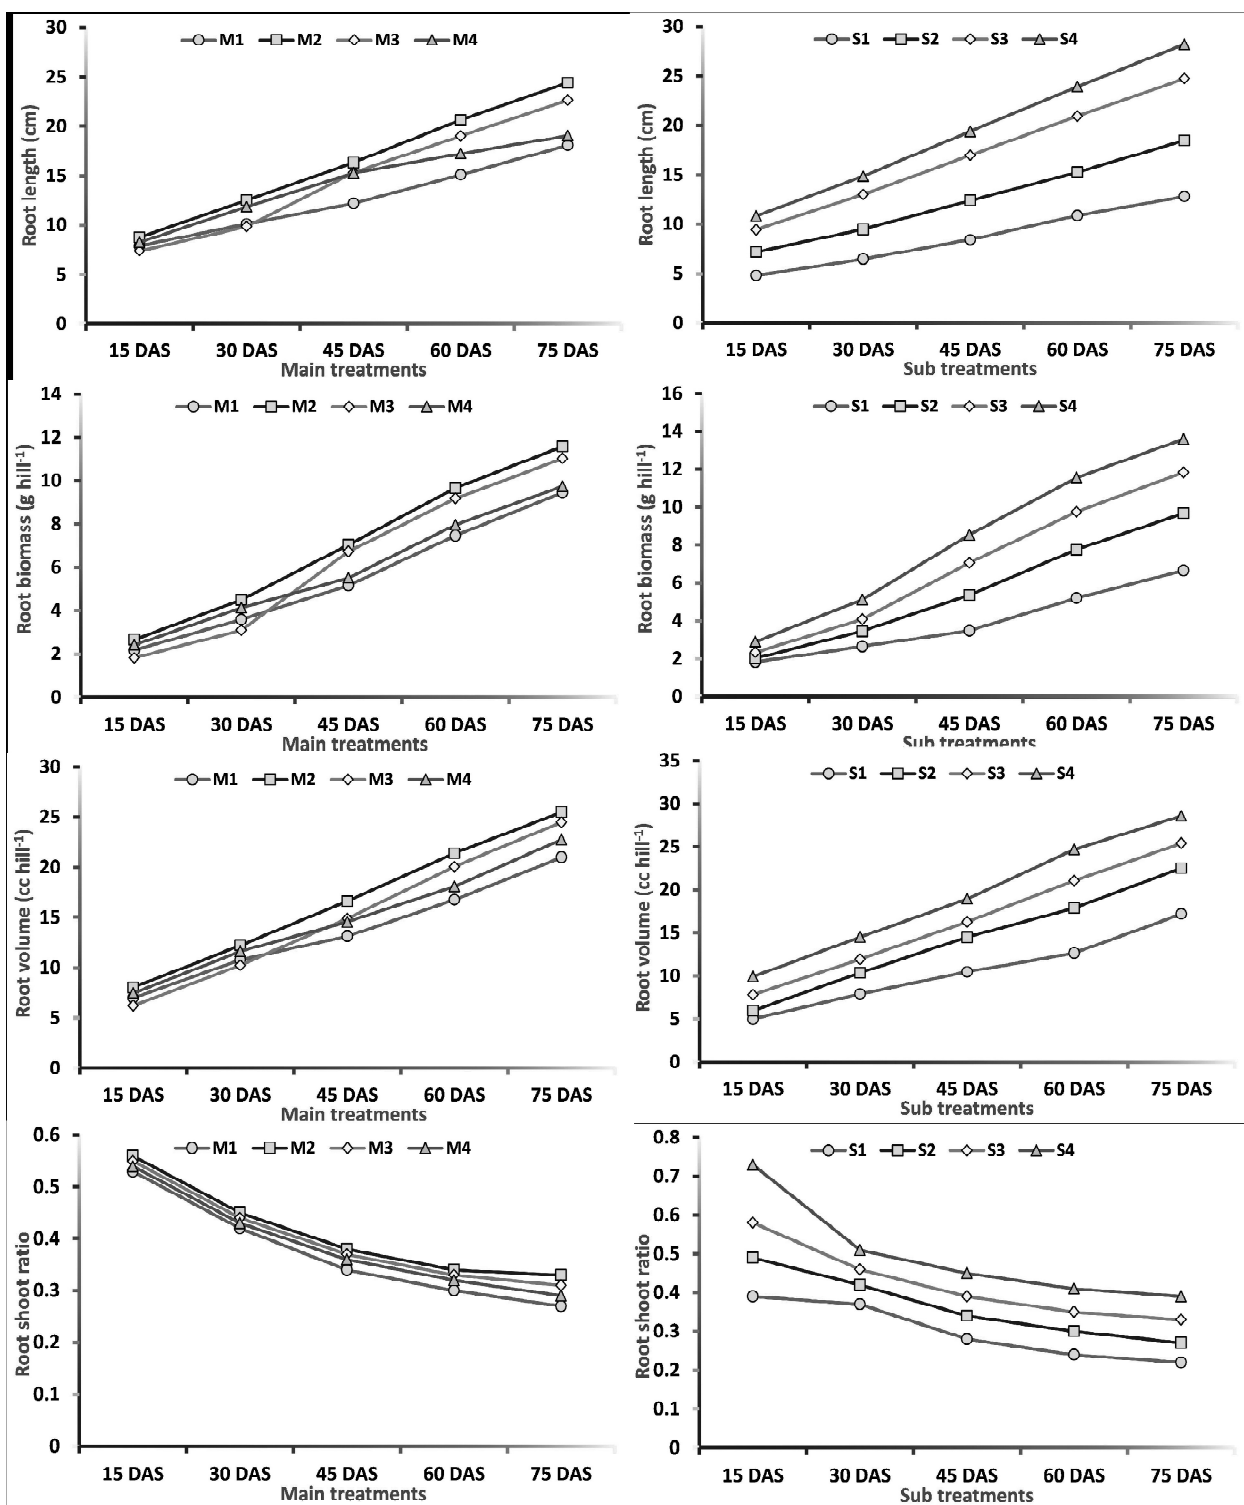 M1 M2 M3 M4
Root length (cm)
30
25
20
15
10
5
0
15 DAS 30 DAS 45 DAS 60 DAS 75 DAS
Main treatments
S1 S2 S3 S4
Root length (cm)
30
25
20
15
10
5
0
15 DAS 30 DAS 45 DAS 60 DAS 75 DAS
Sub treatments
M1 M2 M3 M4
Root biomass (g hill-1)
14
12
10
8
6
4
2
0
15 DAS 30 DAS 45 DAS 60 DAS 75 DAS
Main treatments
S1 S2 S3 S4
Root biomass (g hill-1)
16
14
12
10
8
6
4
2
0
15 DAS 30 DAS 45 DAS 60 DAS 75 DAS
Sub treatments
M1 M2 M3 M4
Root volume (cc hill-1)
30
25
20
15
10
5
0
15 DAS 30 DAS 45 DAS 60 DAS 75 DAS
Main treatments
S1 S2 S3 S4
Root volume (cc hill-1)
35
30
25
20
15
10
5
0
15 DAS 30 DAS 45 DAS 60 DAS 75 DAS
Sub treatments
M1 M2 M3 M4
Root shoot ratio
0.6
0.5
0.4
0.3
0.2
0.1
0
15 DAS 30 DAS 45 DAS 60 DAS 75 DAS
Main treatments
S1 S2 S3 S4
Root shoot ratio
0.8
0.7
0.6
0.5
0.4
0.3
0.2
0.1
0
15 DAS 30 DAS 45 DAS 60 DAS 75 DAS
Sub treatments